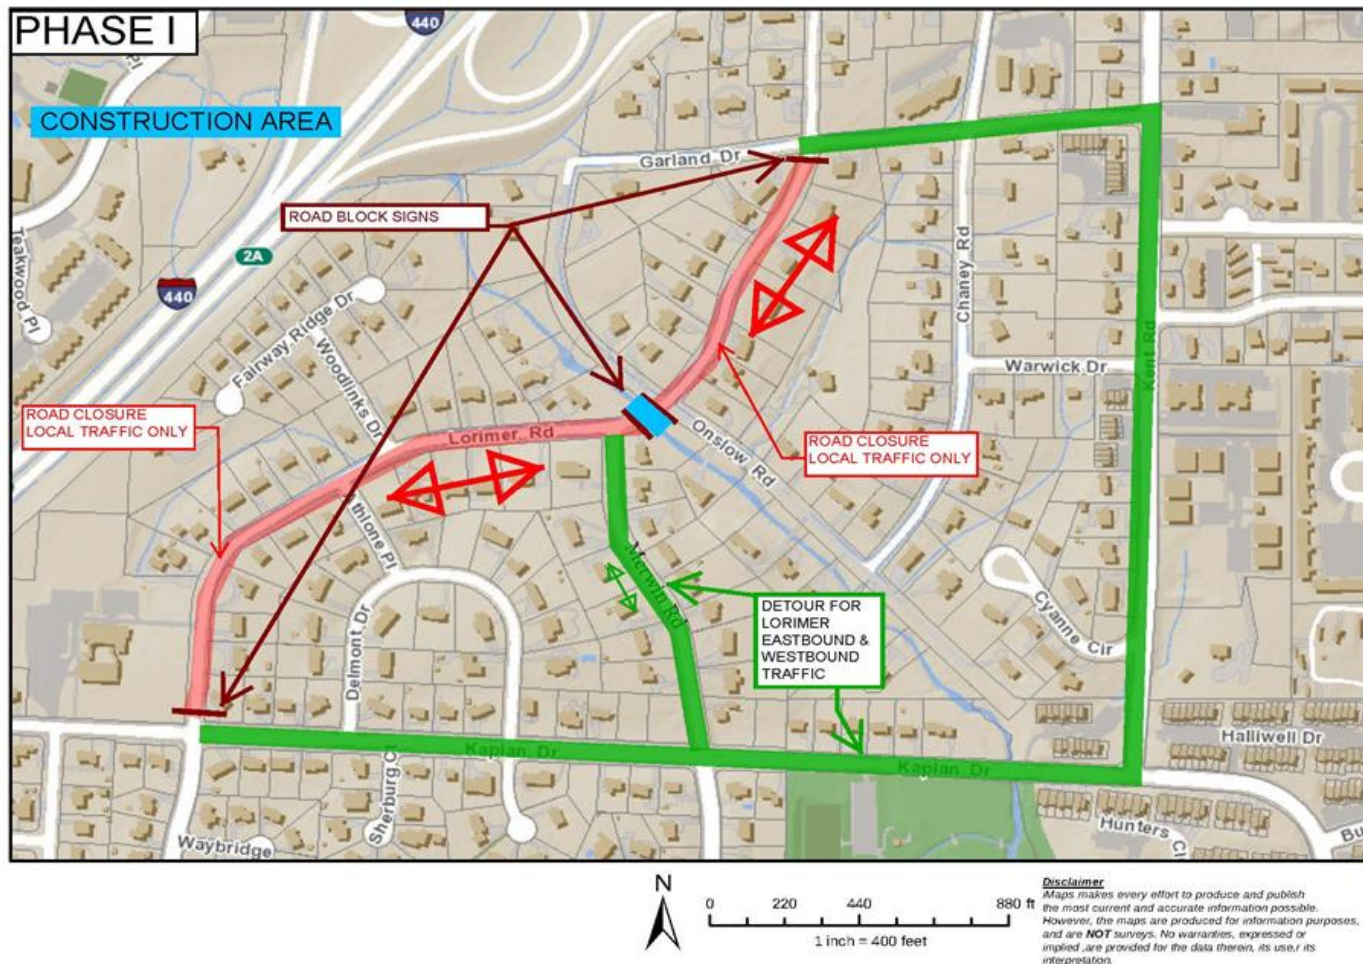 PHASE I
440
Pl
CONSTRUCTION AREA
Garland Dr
ROAD BLOCK SIGNS
Teakwood Pl
2A
440
Chaney Rd
Fairway Ridge Dr
Woodlinks Dr
Warwick Dr
Kent Rd
ROAD CLOSURE
LOCAL TRAFFIC ONLY
Lorimer Rd
Onslow Rd
ROAD CLOSURE
LOCAL TRAFFIC ONLY
Athlone Pl
Merwin Rd
Delmont Dr
DETOUR FOR
LORIMER
EASTBOUND &
WESTBOUND
TRAFFIC
Cyanne Cir
Kaplan Dr
Kaplan Dr
Halliwell Dr
Sherburg Ct
Waybridge
Hunters Cl
Bu
N
0 220 440 880 ft
1 inch = 400 feet
Disclaimer
iMaps makes every effort to produce and publish
the most current and accurate information possible.
However, the maps are produced for information purposes,
and are NOT surveys. No warranties, expressed or
implied ,are provided for the data therein, its use,r its
interpretation.